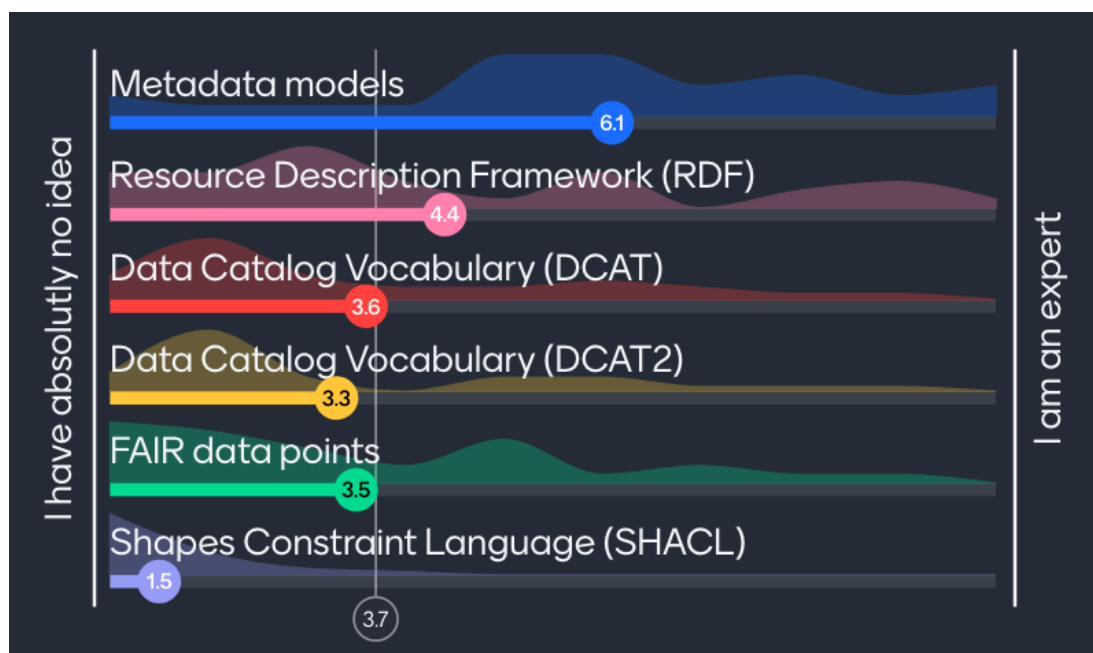 I have absolutly no idea
Metadata models
6.1
Resource Description Framework (RDF)
4.4
Data Catalog Vocabulary (DCAT)
3.6
Data Catalog Vocabulary (DCAT2)
3.3
FAIR data points
3.5
Shapes Constraint Language (SHACL)
1.5
3.7
I am an expert